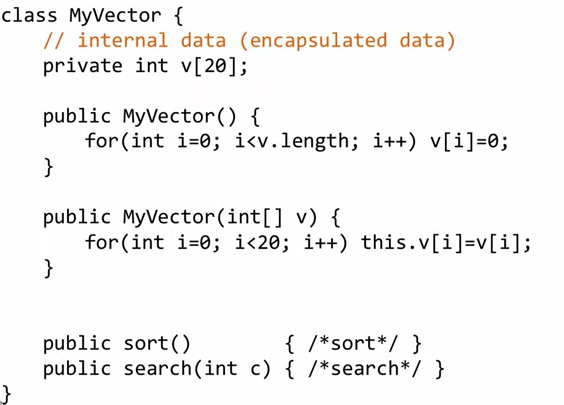 class MyVector {
    // internal data (encapsulated data)
    private int v[20];
    public MyVector() {
        for(int i=0; i<v.length; i++) v[i]=0;
    }
    public MyVector(int[] v) {
        for(int i=0; i<20; i++) this.v[i]=v[i];
    }
    public sort()         { /*sort*/ }
    public search(int c) { /*search*/ }
}